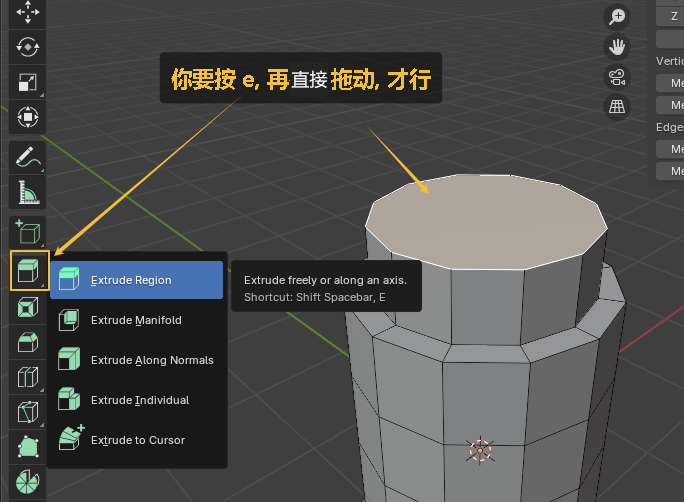 Z
你要按 e, 再直接拖动, 才行
Vertic
Me
Me
Edge
Me
Me
Extrude Region
Extrude freely or along an axis.
Shortcut: Shift Spacebar, E
Extrude Manifold
Extrude Along Normals
Extrude Individual
Extrude to Cursor